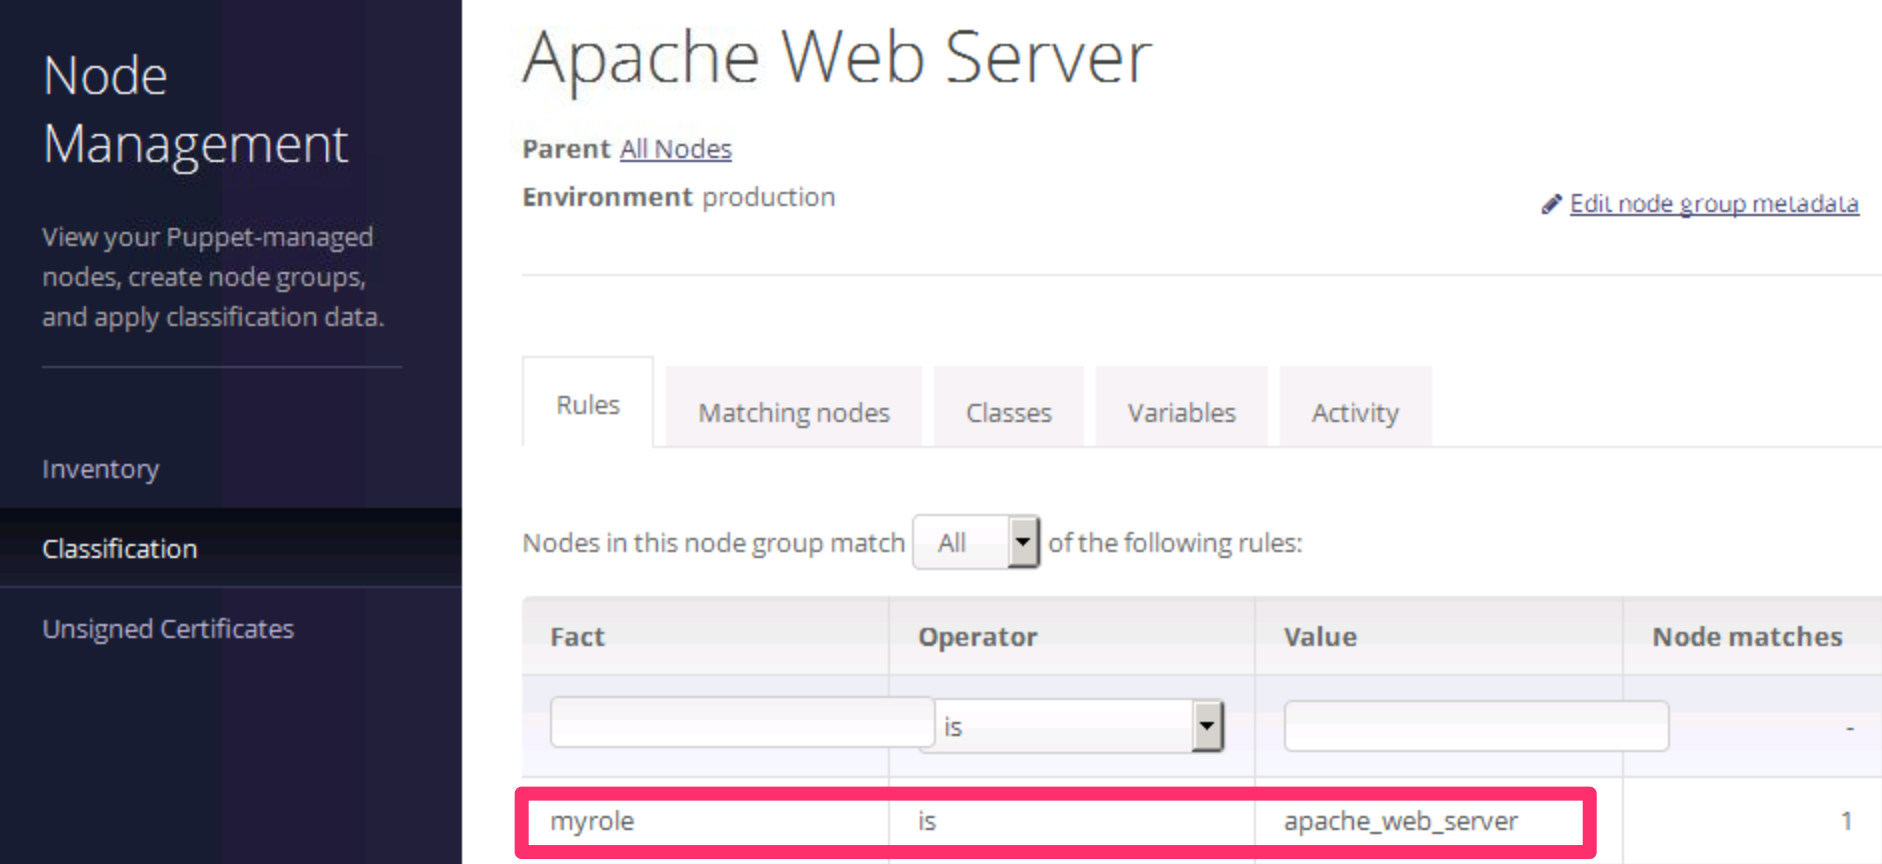 Node
Management
View your Puppet-managed
nodes, create node groups,
and apply classification data.
Inventory
Classification
Unsigned Certificates
Apache Web Server
Parent All Nodes
Environment production
Edit node group metadata
Rules Matching nodes Classes Variables Activity
Nodes in this node group match All of the following rules:
Fact Operator Value Node matches
is -
myrole is apache_web_server 1